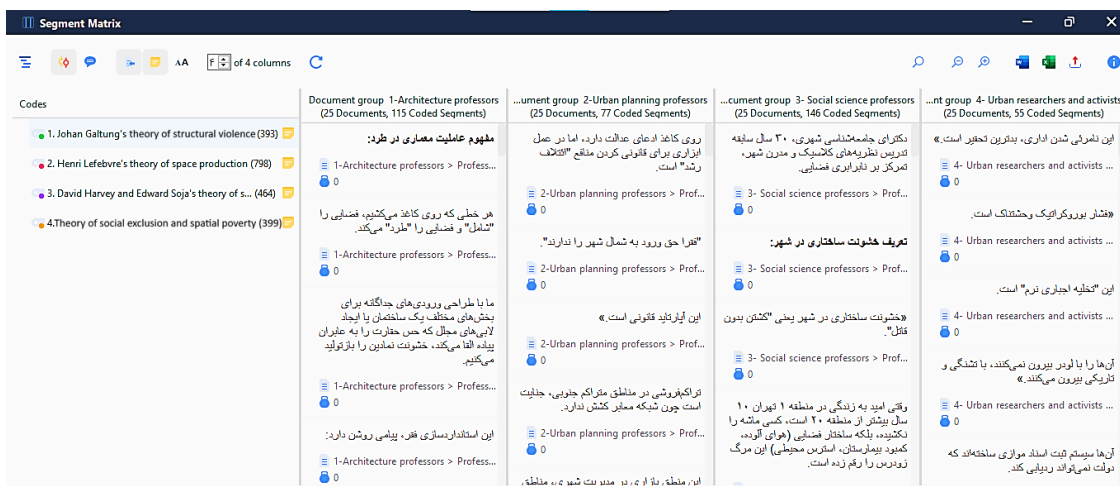 Segment Matrix
F of 4 columns
Codes
1. Johan Galtung's theory of structural violence (393)
2. Henri Lefebvre's theory of space production (798)
3. David Harvey and Edward Soja's theory of s... (464)
4.Theory of social exclusion and spatial poverty (399)
Document group 1-Architecture professors
(25 Documents, 115 Coded Segments)
مفهوم عاملیت معماری در طرد:
1-Architecture professors > Profess...
0
هر خطی که روی کاغذ می‌کشیم، فضایی را
"شامل" و فضایی را "طرد" می‌کند.
1-Architecture professors > Profess...
0
ما با طراحی ورودی‌های جداگانه برای
بخش‌های مختلف یک ساختمان یا ایجاد
لابی‌های مجلل که حس حقارت را به عابران
پیاده القا می‌کند، خشونت نمادین را بازتولید
می‌کنیم.
1-Architecture professors > Profess...
0
این استانداردسازی فقر، پیامی روشن دارد:
1-Architecture professors > Profess...
0
...ument group 2-Urban planning professors
(25 Documents, 77 Coded Segments)
روی کاغذ ادعای عدالت دارد، اما در عمل
ابزاری برای قانونی کردن منافع "ائتلاف
رشد" است.
2-Urban planning professors > Prof...
0
"فقرا حق ورود به شمال شهر را ندارند".
2-Urban planning professors > Prof...
0
این آپارتاید قانونی است.»
2-Urban planning professors > Prof...
0
تراکم‌فروشی در مناطق متراکم جنوبی، جنایت
است چون شبکه معابر کشش ندارد.
2-Urban planning professors > Prof...
0
این منطق بازاری در مدیریت شهری، مناطق
...cument group 3- Social science professors
(25 Documents, 146 Coded Segments)
دکترای جامعه‌شناسی شهری، ۳۰ سال سابقه
تدریس نظریه‌های کلاسیک و مدرن شهر،
تمرکز بر نابرابری فضایی.
3- Social science professors > Prof...
0
تعریف خشونت ساختاری در شهر:
3- Social science professors > Prof...
0
«خشونت ساختاری در شهر یعنی "کشتن بدون
قاتل".
3- Social science professors > Prof...
0
وقتی امید به زندگی در منطقه ۱ تهران ۱۰
سال بیشتر از منطقه ۲۰ است، کسی ماشه را
نکشیده، بلکه ساختار فضایی (هوای آلوده،
کمبود بیمارستان، استرس محیطی) این مرگ
زودرس را رقم زده است.
...nt group 4- Urban researchers and activists
(25 Documents, 55 Coded Segments)
این نامرئی شدن اداری، بدترین تحقیر است.»
4- Urban researchers and activists ...
0
«فشار بوروکراتیک وحشتناک است.
4- Urban researchers and activists ...
0
این "تخلیه اجباری نرم" است.
4- Urban researchers and activists ...
0
آن‌ها را با لودر بیرون نمی‌کنند، با تشنگی و
تاریکی بیرون می‌کنند.»
4- Urban researchers and activists ...
0
آن‌ها سیستم ثبت اسناد موازی ساخته‌اند که
دولت نمی‌تواند ردیابی کند.